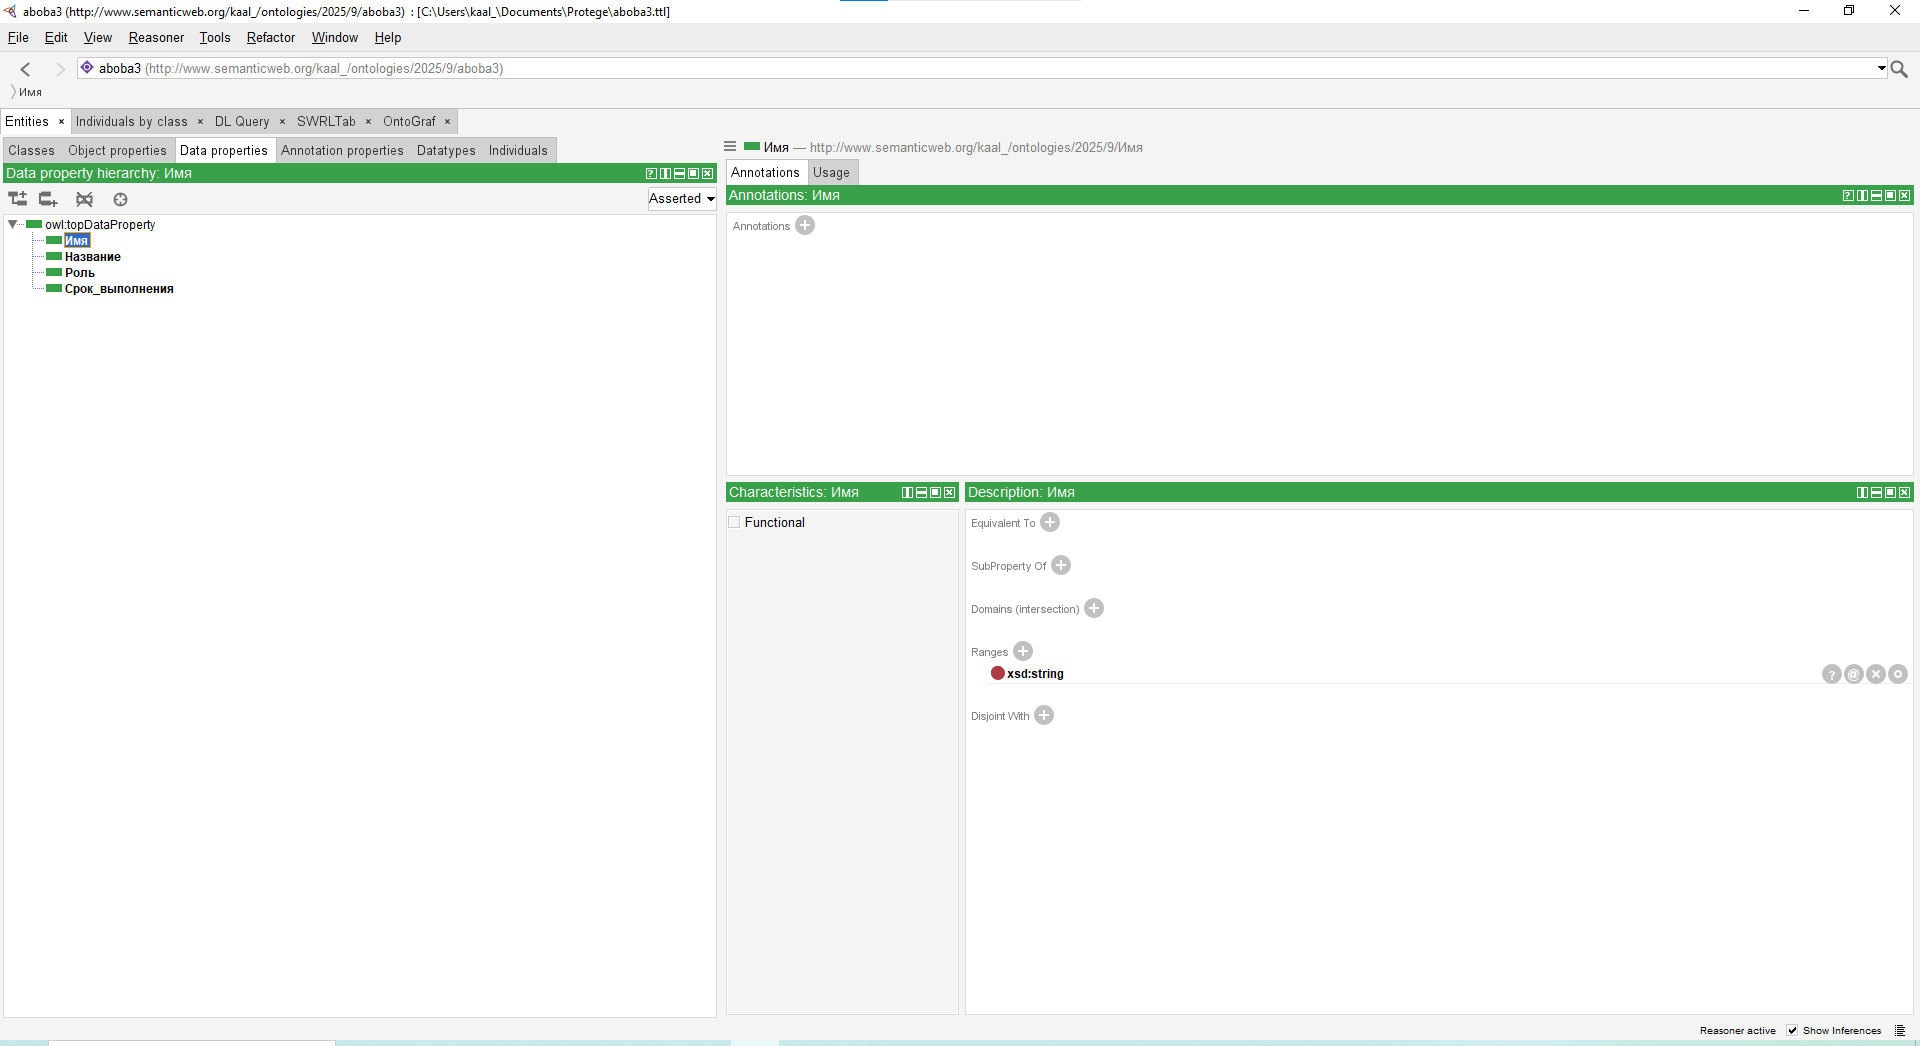 aboba3 (http://www.semanticweb.org/kaal_/ontologies/2025/9/aboba3) : [C:\Users\kaal_\Documents\Protege\aboba3.ttl]
File Edit View Reasoner Tools Refactor Window Help
aboba3 (http://www.semanticweb.org/kaal_/ontologies/2025/9/aboba3)
Имя
Entities × Individuals by class × DL Query × SWRLTab × OntoGraf ×
Classes Object properties Data properties Annotation properties Datatypes Individuals
Data property hierarchy: Имя
Asserted
owl:topDataProperty
Имя
Название
Роль
Срок_выполнения
Имя — http://www.semanticweb.org/kaal_/ontologies/2025/9/Имя
Annotations Usage
Annotations: Имя
Annotations
Characteristics: Имя
Functional
Description: Имя
Equivalent To
SubProperty Of
Domains (intersection)
Ranges
xsd:string
Disjoint With
Reasoner active Show Inferences